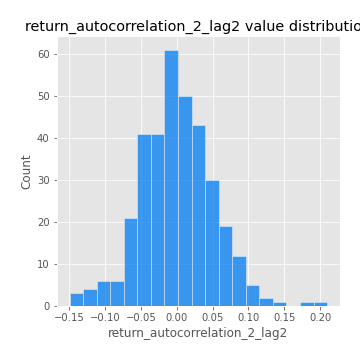 return_autocorrelation_2_lag2 value distributio
60
50
40
30
20
10
0
Count
−0.15 −0.10 −0.05 0.00 0.05 0.10 0.15 0.20
return_autocorrelation_2_lag2